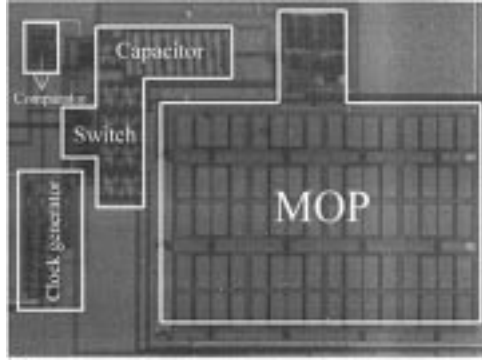 Capacitor
Comparator
Switch
MOP
Clock generator